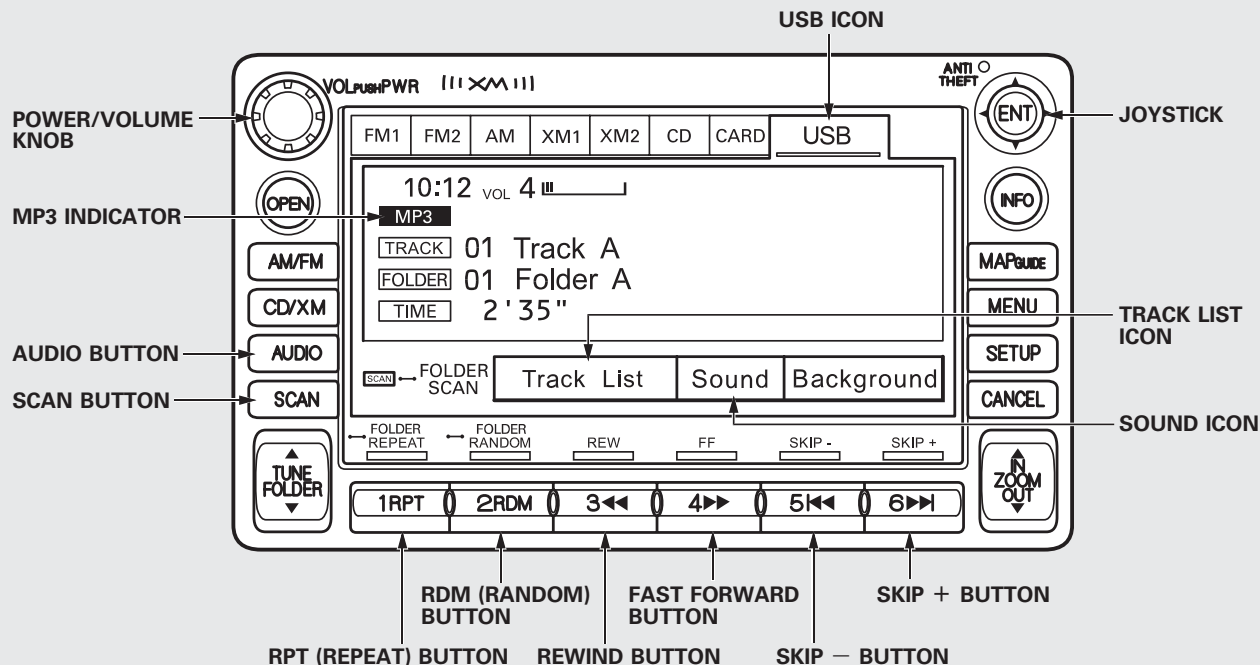 USB ICON
VOL PUSH PWR
XM
ANTI
THEFT
POWER/VOLUME
KNOB
ENT
JOYSTICK
FM1 FM2 AM XM1 XM2 CD CARD USB
10:12 VOL 4
OPEN
INFO
MP3 INDICATOR
MP3
TRACK 01 Track A
AM/FM
MAP GUIDE
FOLDER 01 Folder A
CD/XM
TIME 2'35"
MENU
TRACK LIST
ICON
AUDIO BUTTON
AUDIO
SETUP
SCAN FOLDER
SCAN
Track List Sound Background
SCAN BUTTON
SCAN
CANCEL
SOUND ICON
FOLDER
REPEAT
FOLDER
RANDOM
REW FF SKIP - SKIP +
TUNE
FOLDER
IN
ZOOM
OUT
1RPT 2RDM 3◀◀ 4▶▶ 5|◀◀ 6▶▶|
RDM (RANDOM)
BUTTON
FAST FORWARD
BUTTON
SKIP + BUTTON
RPT (REPEAT) BUTTON
REWIND BUTTON
SKIP − BUTTON